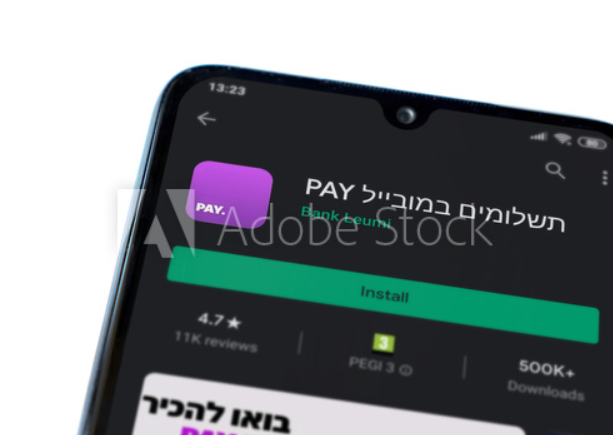 13:23
PAY תשלומים במובייל
Bank Leumi
PAY.
Adobe Stock
Install
4.7★
11K reviews
3
PEGI 3
500K+
Downloads
בואו להכיר